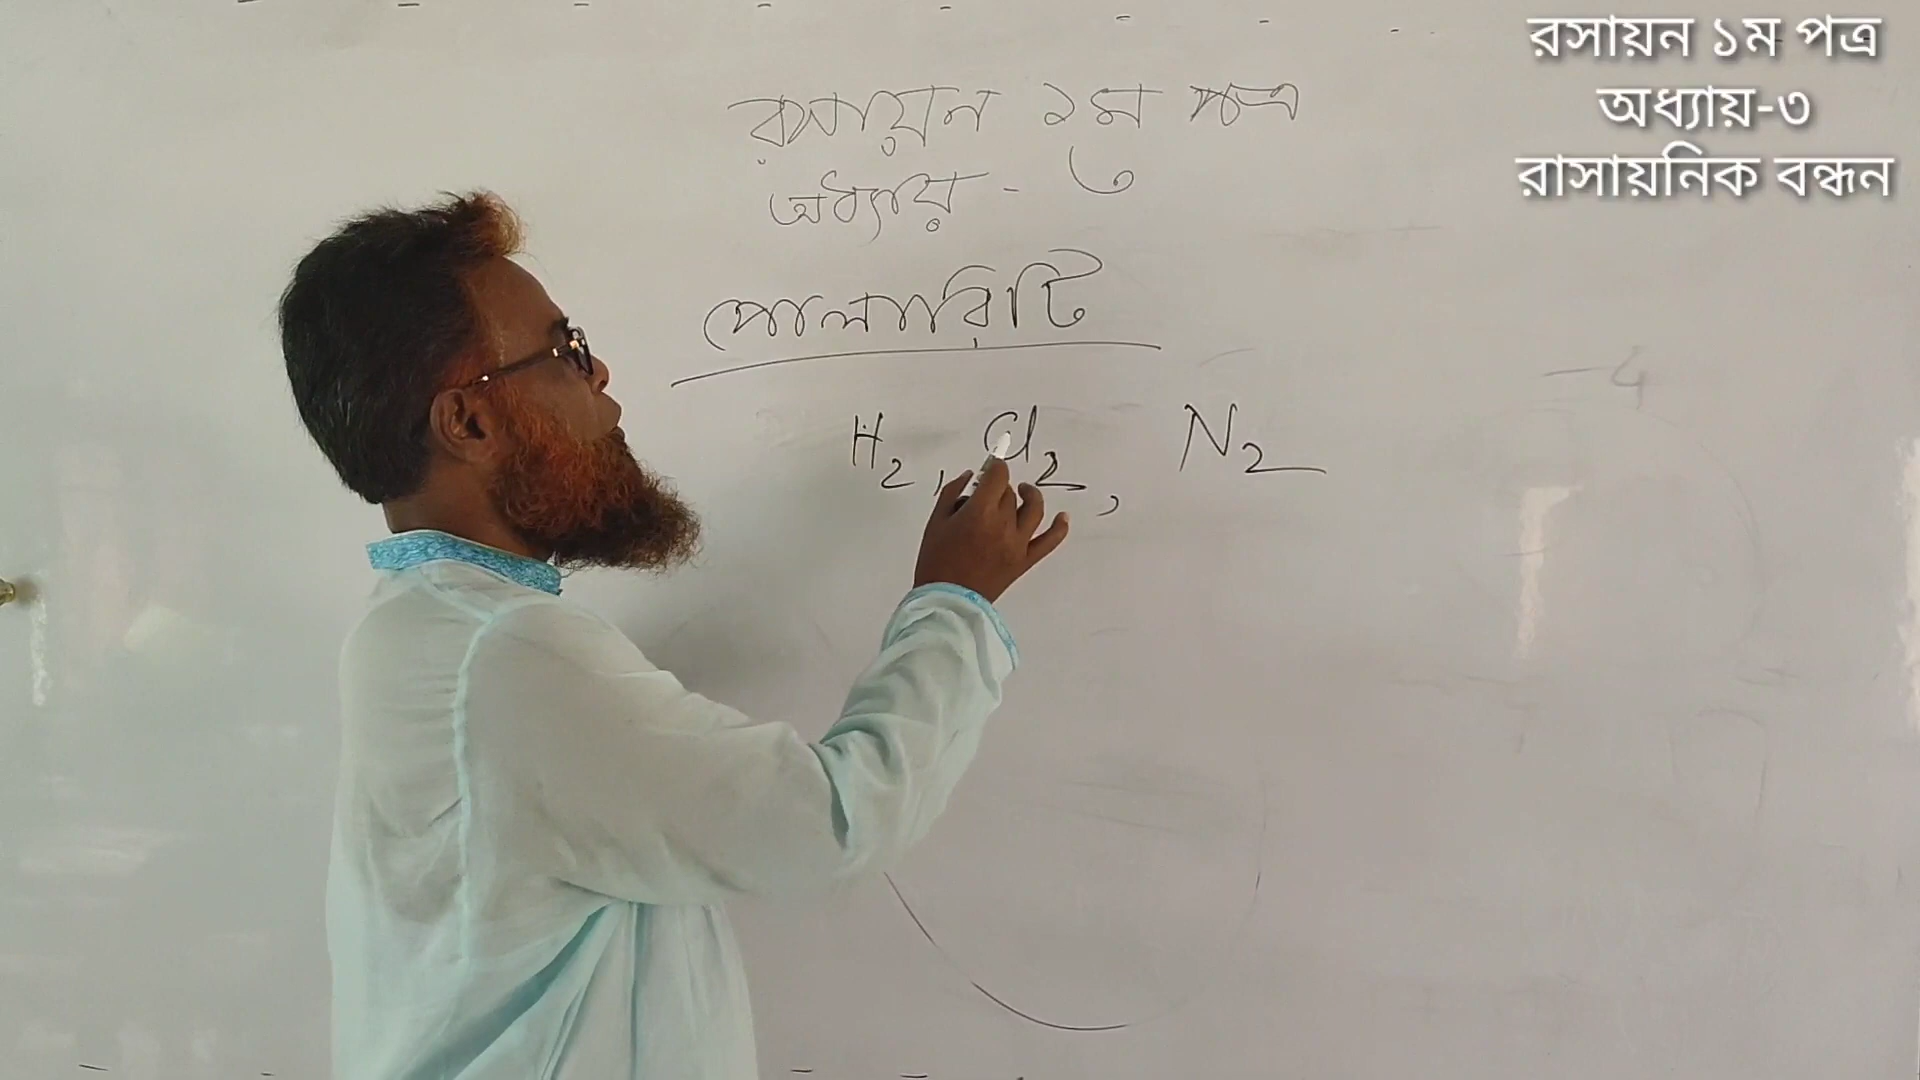 রসায়ন ১ম পত্র
অধ্যায়-৩
রাসায়নিক বন্ধন
রসায়ন ১ম পত্র
অধ্যায় - ৩
পোলারিটি
H2, Cl2, N2